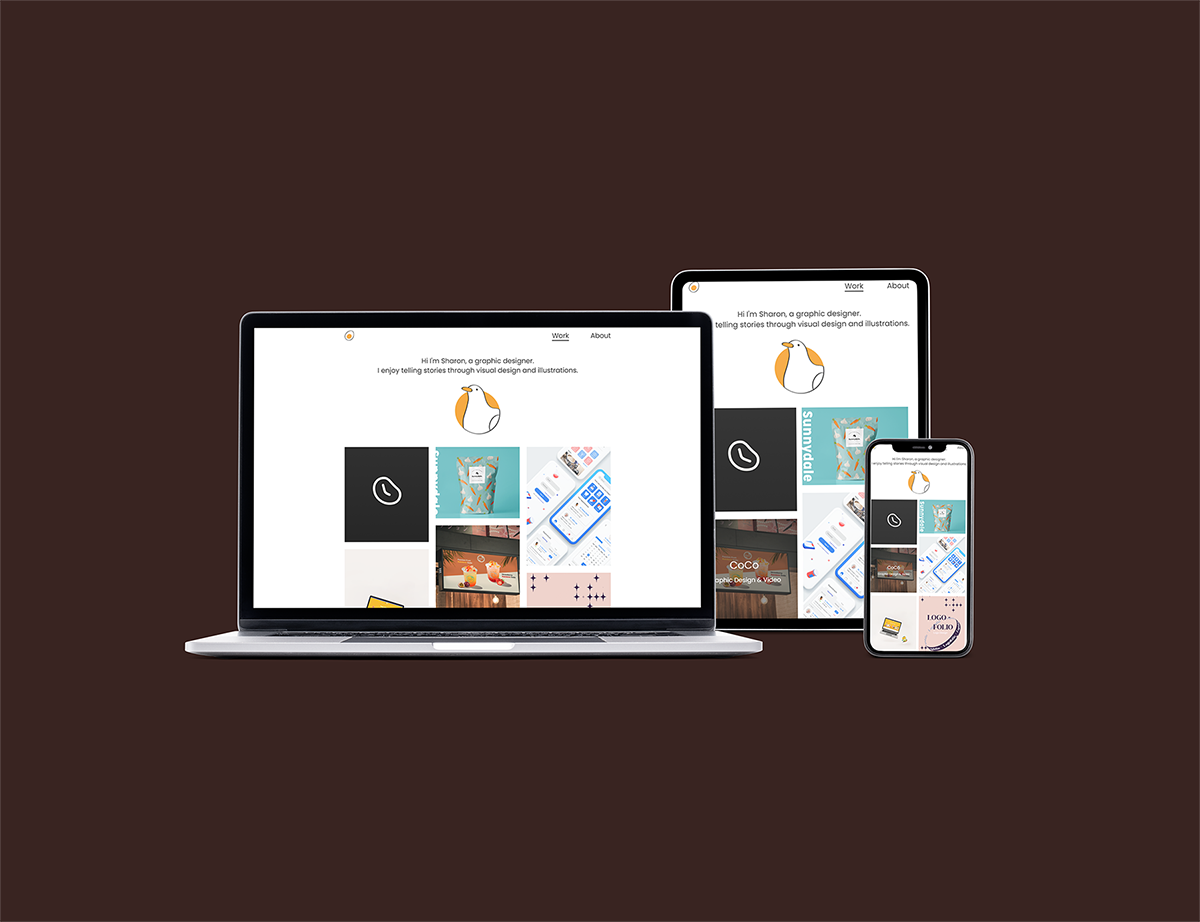 Work About
Hi I'm Sharon, a graphic designer.
I enjoy telling stories through visual design and illustrations.
Work About
Hi I'm Sharon, a graphic designer.
telling stories through visual design and illustrations.
Sunnydale
CoCo
aphic Design & Video
Hi I'm Sharon, a graphic designer.
enjoy telling stories through visual design and illustrations.
CoCo
LOGO -
FOLIO